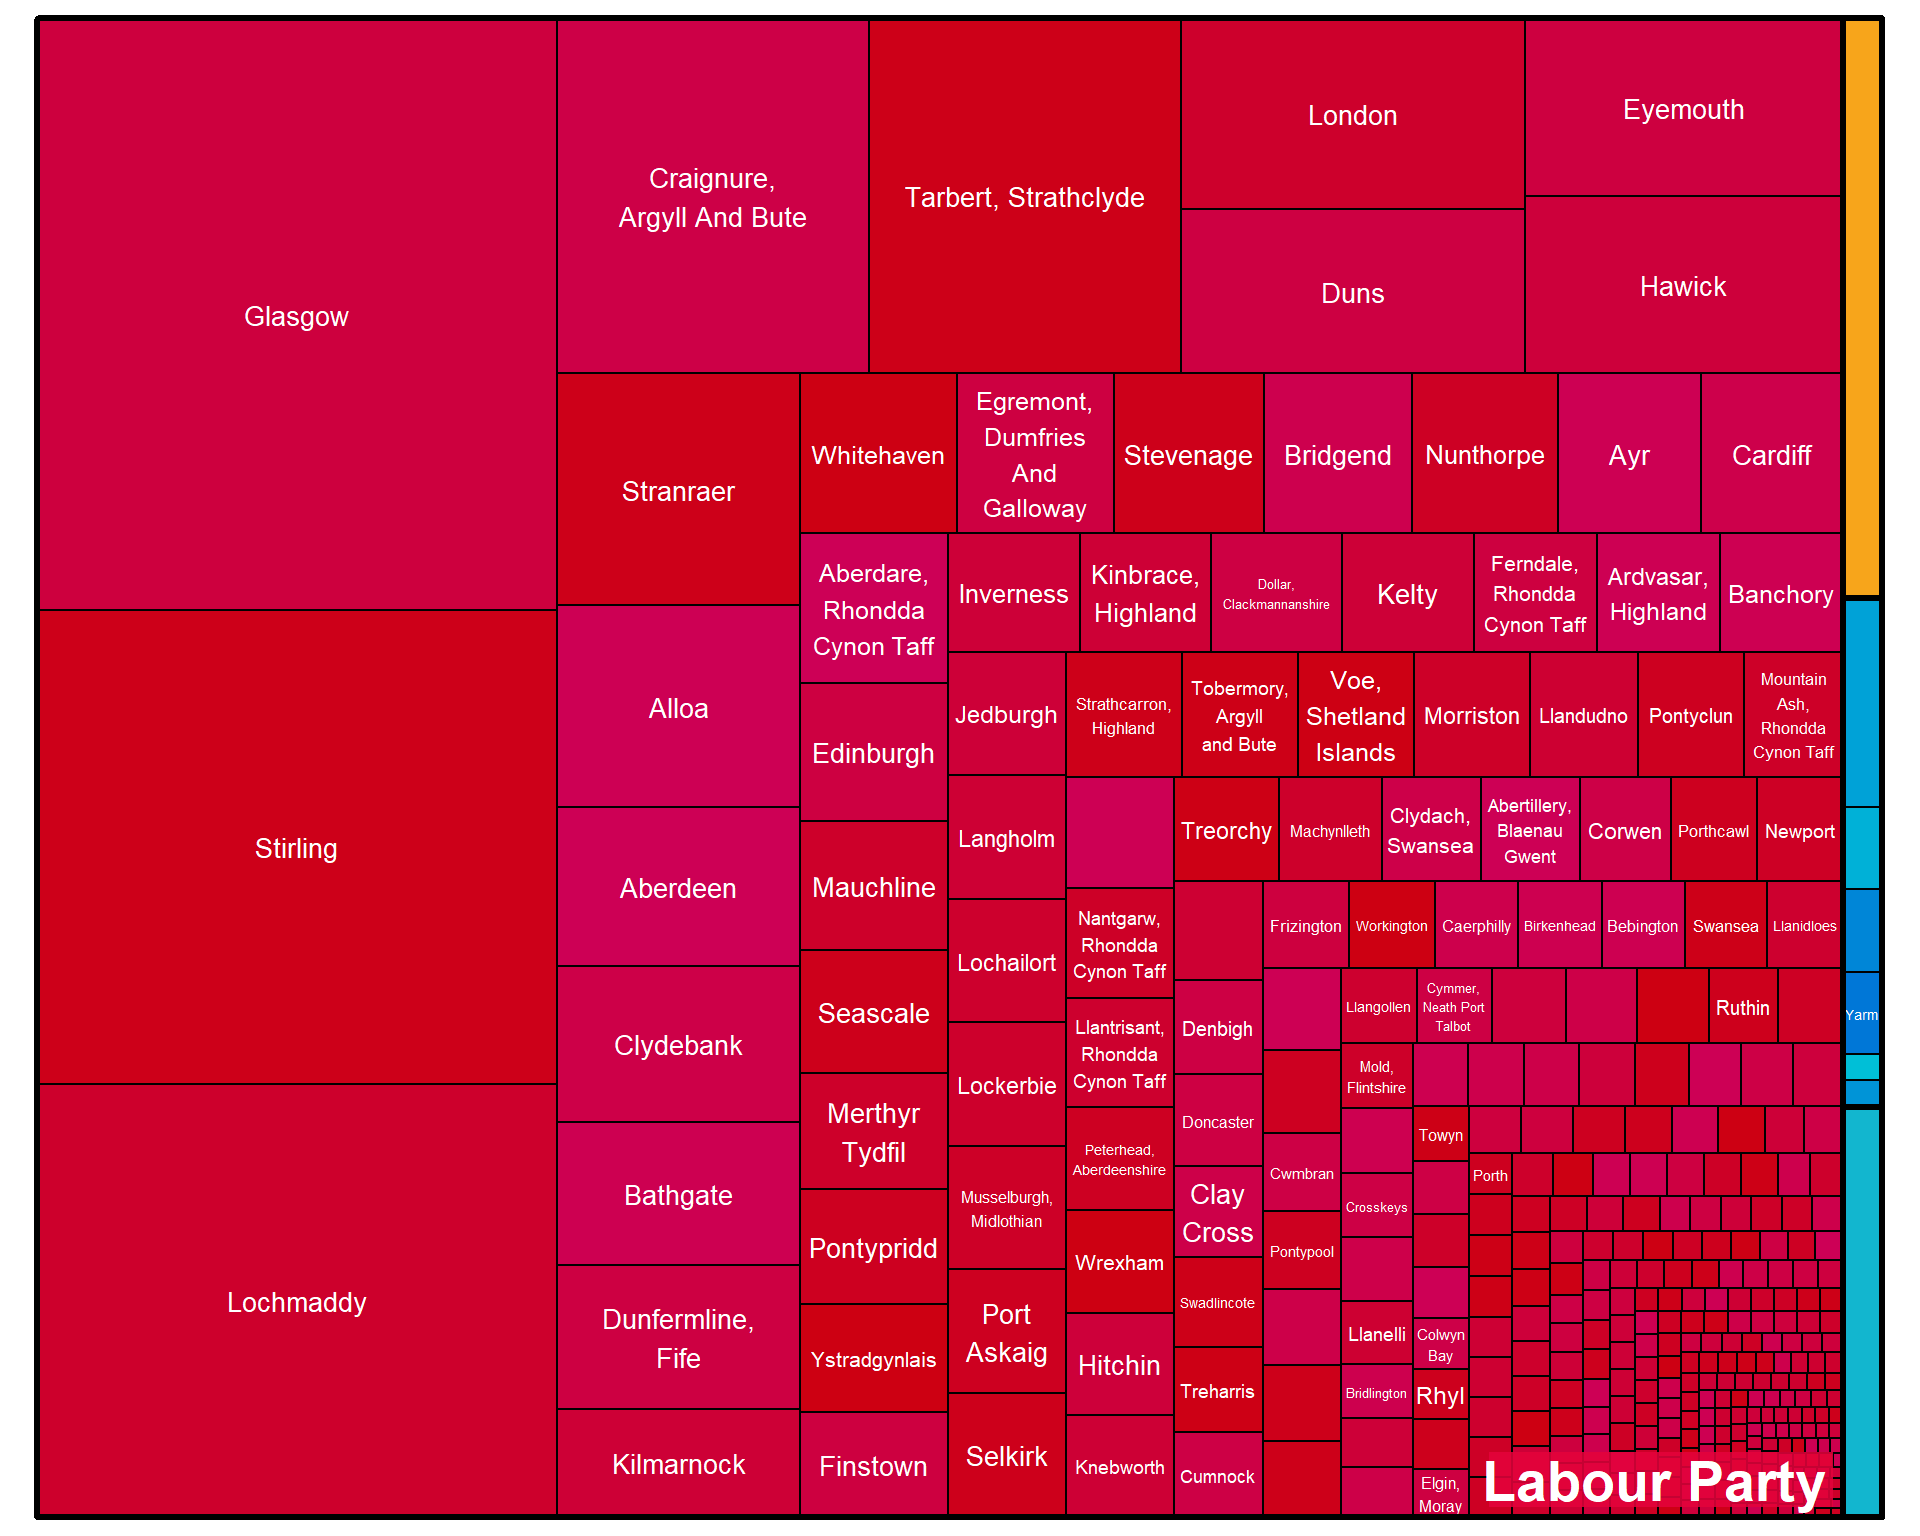 Glasgow
Stirling
Lochmaddy
Craignure,
Argyll And Bute
Tarbert, Strathclyde
London
Duns
Eyemouth
Hawick
Stranraer
Alloa
Aberdeen
Clydebank
Bathgate
Dunfermline,
Fife
Kilmarnock
Whitehaven
Egremont,
Dumfries
And
Galloway
Stevenage
Bridgend
Nunthorpe
Ayr
Cardiff
Aberdare,
Rhondda
Cynon Taff
Edinburgh
Mauchline
Seascale
Merthyr
Tydfil
Pontypridd
Ystradgynlais
Finstown
Inverness
Kinbrace,
Highland
Dollar,
Clackmannanshire
Kelty
Ferndale,
Rhondda
Cynon Taff
Ardvasar,
Highland
Banchory
Jedburgh
Langholm
Lochailort
Lockerbie
Musselburgh,
Midlothian
Port
Askaig
Selkirk
Strathcarron,
Highland
Tobermory,
Argyll
and Bute
Voe,
Shetland
Islands
Morriston
Llandudno
Pontyclun
Mountain
Ash,
Rhondda
Cynon Taff
Nantgarw,
Rhondda
Cynon Taff
Llantrisant,
Rhondda
Cynon Taff
Peterhead,
Aberdeenshire
Wrexham
Hitchin
Knebworth
Treorchy
Machynlleth
Clydach,
Swansea
Abertillery,
Blaenau
Gwent
Corwen
Porthcawl
Newport
Denbigh
Doncaster
Clay
Cross
Swadlincote
Treharris
Cumnock
Frizington
Workington
Caerphilly
Birkenhead
Bebington
Swansea
Llanidloes
Cwmbran
Pontypool
Llangollen
Cymmer,
Neath Port
Talbot
Ruthin
Mold,
Flintshire
Crosskeys
Llanelli
Bridlington
Towyn
Colwyn
Bay
Rhyl
Elgin,
Moray
Porth
Yarm
Labour Party